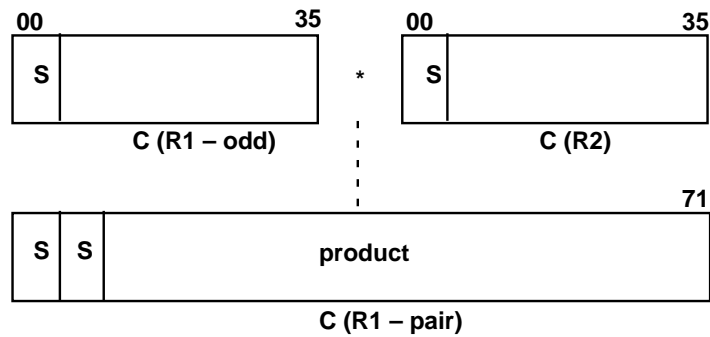 00 35 00 35
S * S
C (R1 – odd) C (R2)
71
S S product
C (R1 – pair)